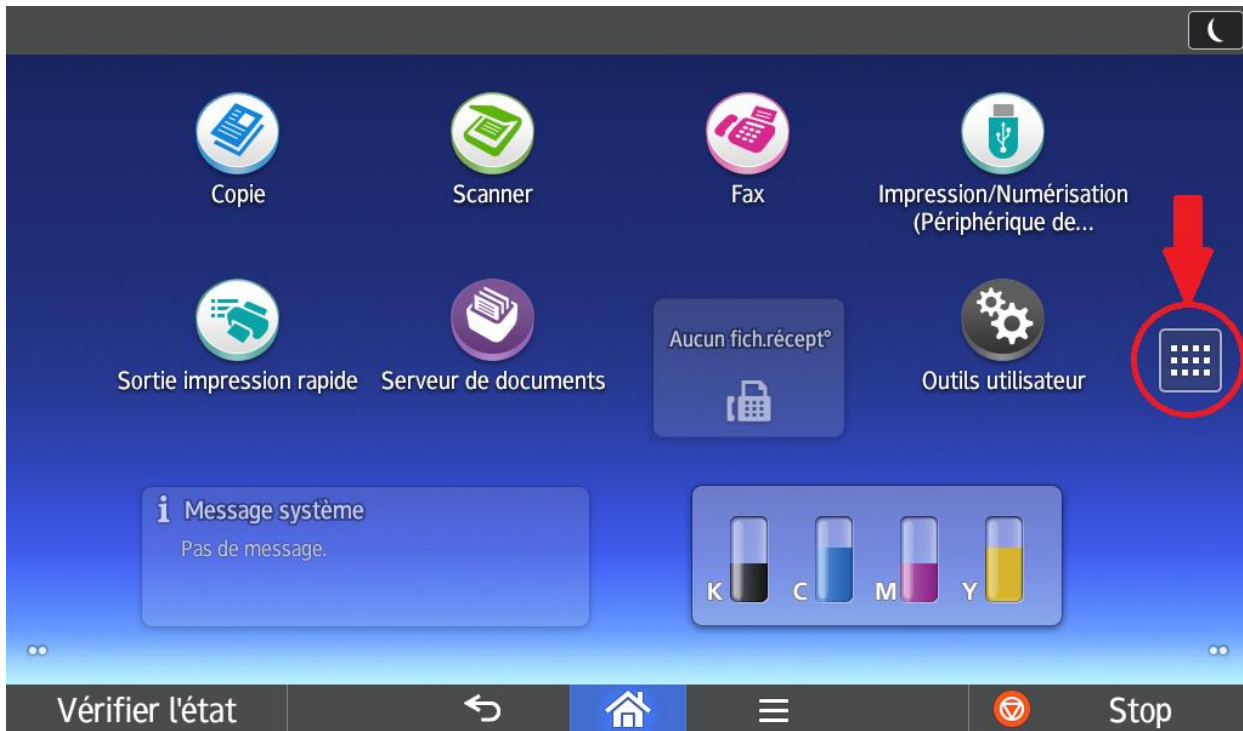 Copie
Scanner
Fax
Impression/Numérisation
(Périphérique de...
Sortie impression rapide
Serveur de documents
Aucun fich.récept°
Outils utilisateur
i Message système
Pas de message.
K
C
M
Y
Vérifier l'état
Stop